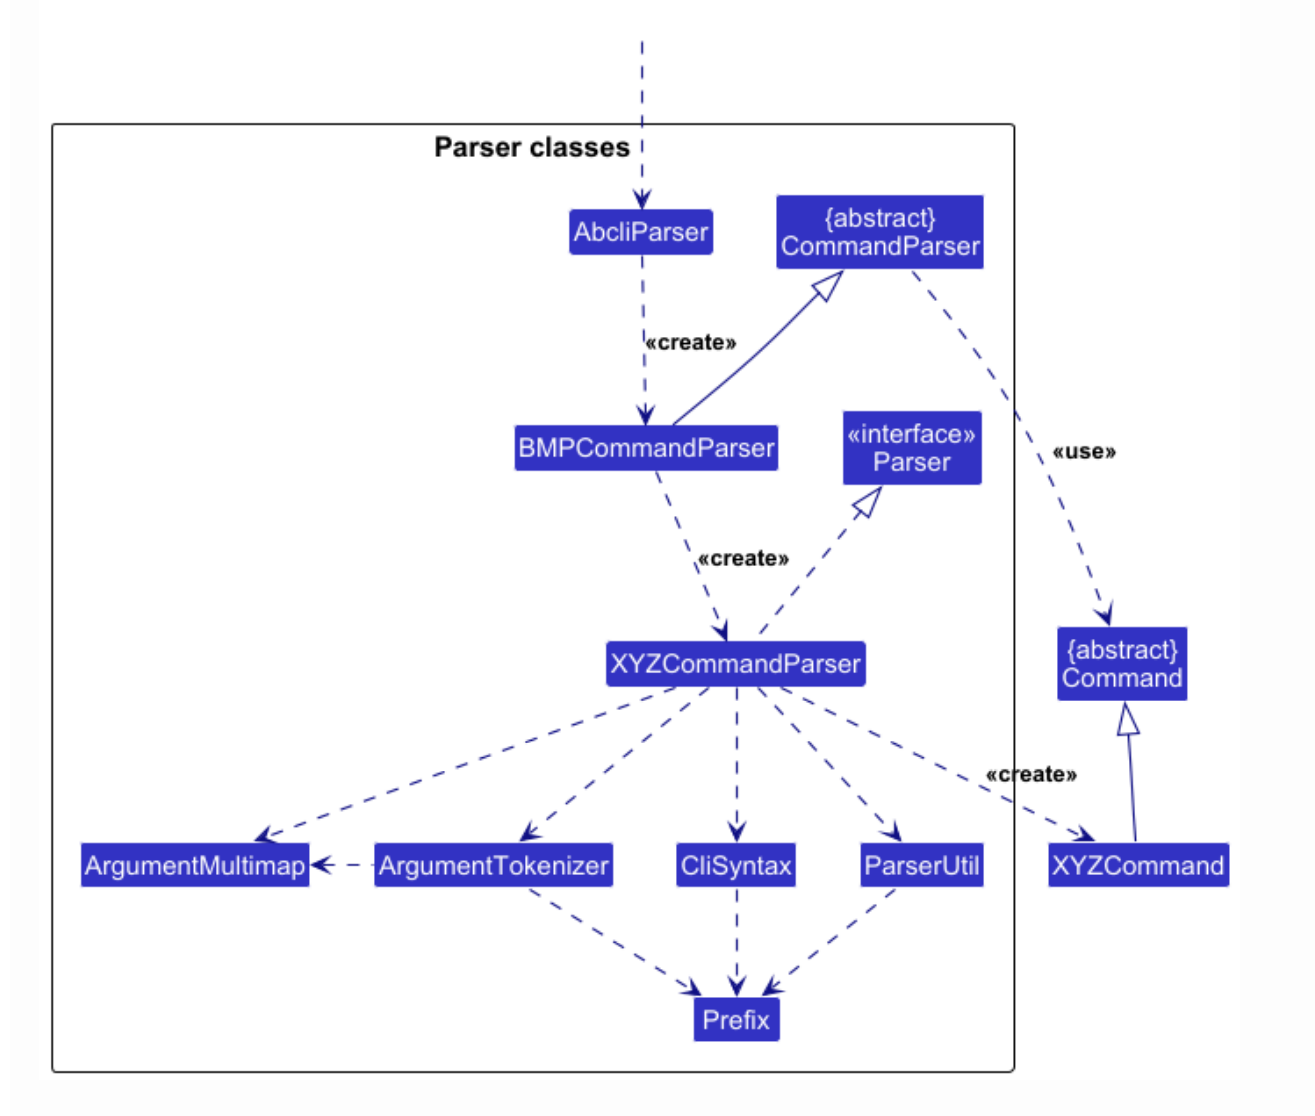 Parser classes
AbcliParser
{abstract}
CommandParser
«create»
BMPCommandParser
«interface»
Parser
«use»
«create»
XYZCommandParser
{abstract}
Command
«create»
ArgumentMultimap
ArgumentTokenizer
CliSyntax
ParserUtil
XYZCommand
Prefix